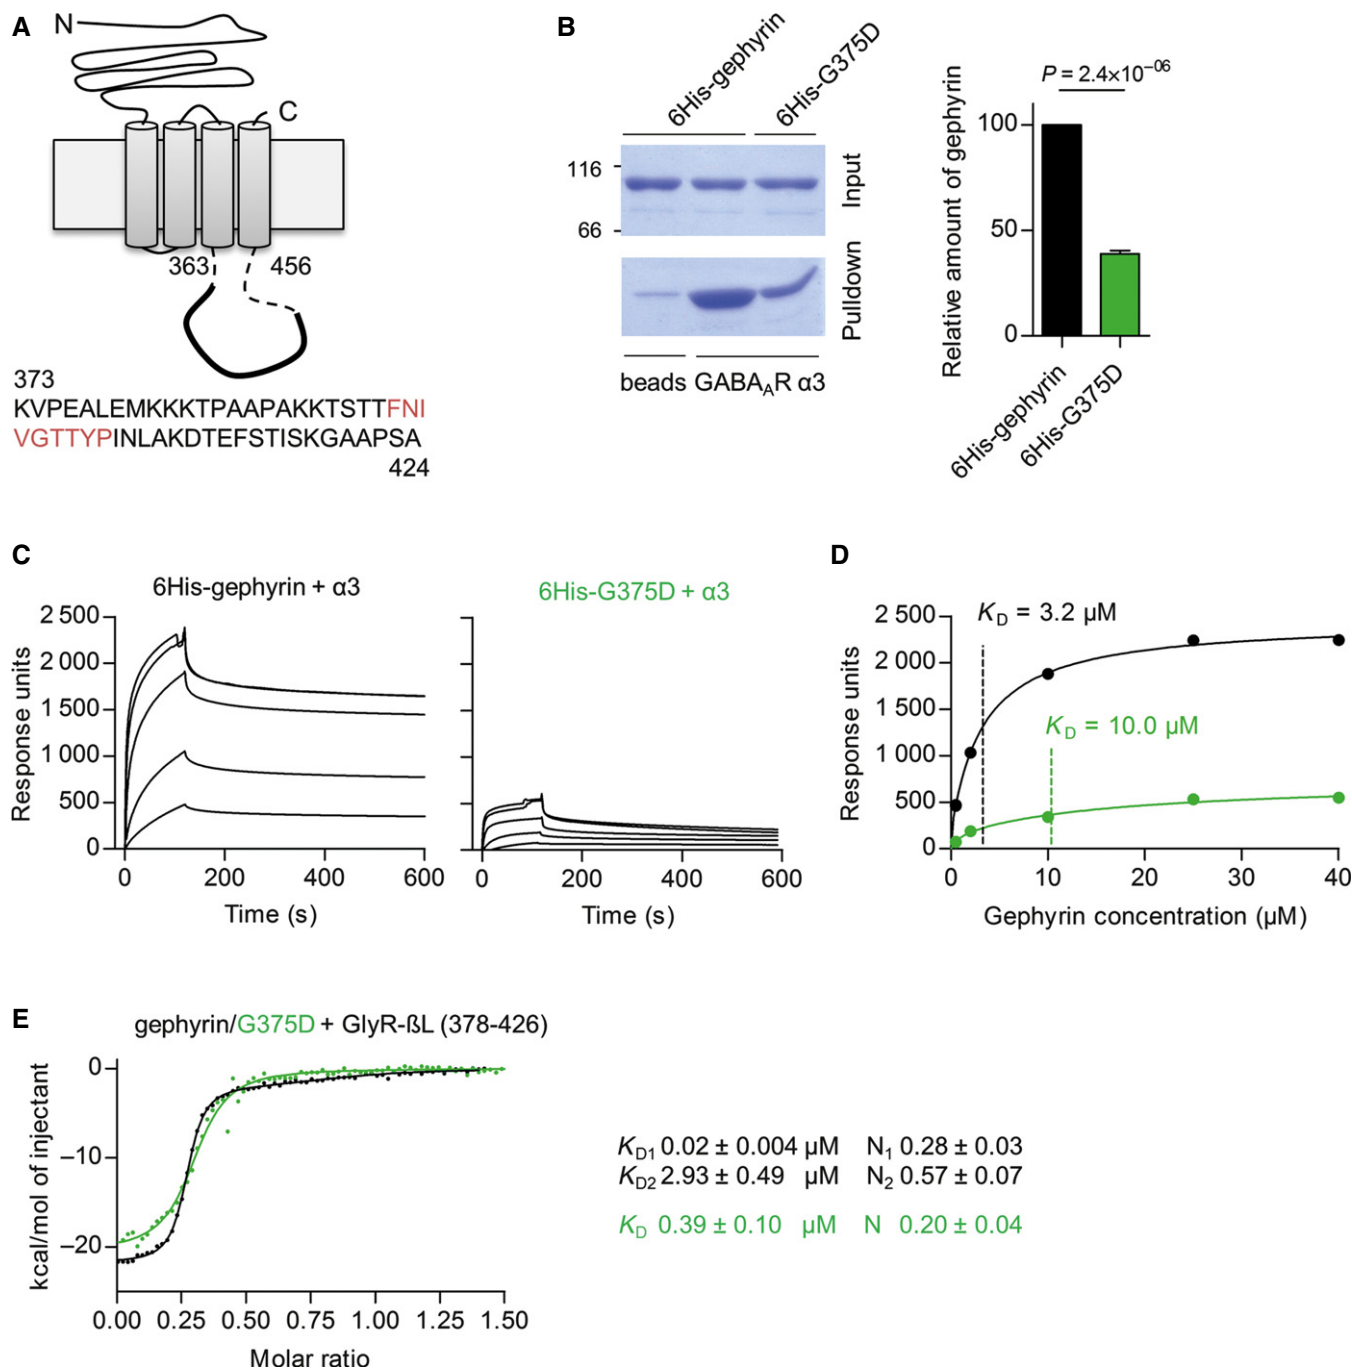 A
N
C
363
456
373
KVPEALEMKKKTPAAPAKKTSTTFNI
VGTTYPINLAKDTEFSTISKGAAPSA
424
B
6His-gephyrin
6His-G375D
116
66
Input
Pulldown
beads
GABA_AR α3
P = 2.4×10⁻⁰⁶
Relative amount of gephyrin
100
50
0
6His-gephyrin
6His-G375D
C
6His-gephyrin + α3
Response units
2 500
2 000
1 500
1 000
500
0
0 200 400 600
Time (s)
6His-G375D + α3
0 200 400 600
Time (s)
D
Response units
2 500
2 000
1 500
1 000
500
0
K_D = 3.2 µM
K_D = 10.0 µM
0 10 20 30 40
Gephyrin concentration (µM)
E
gephyrin/G375D + GlyR-ßL (378-426)
kcal/mol of injectant
0
–10
–20
0.00 0.25 0.50 0.75 1.00 1.25 1.50
Molar ratio
K_D1 0.02 ± 0.004 µM N₁ 0.28 ± 0.03
K_D2 2.93 ± 0.49 µM N₂ 0.57 ± 0.07
K_D 0.39 ± 0.10 µM N 0.20 ± 0.04